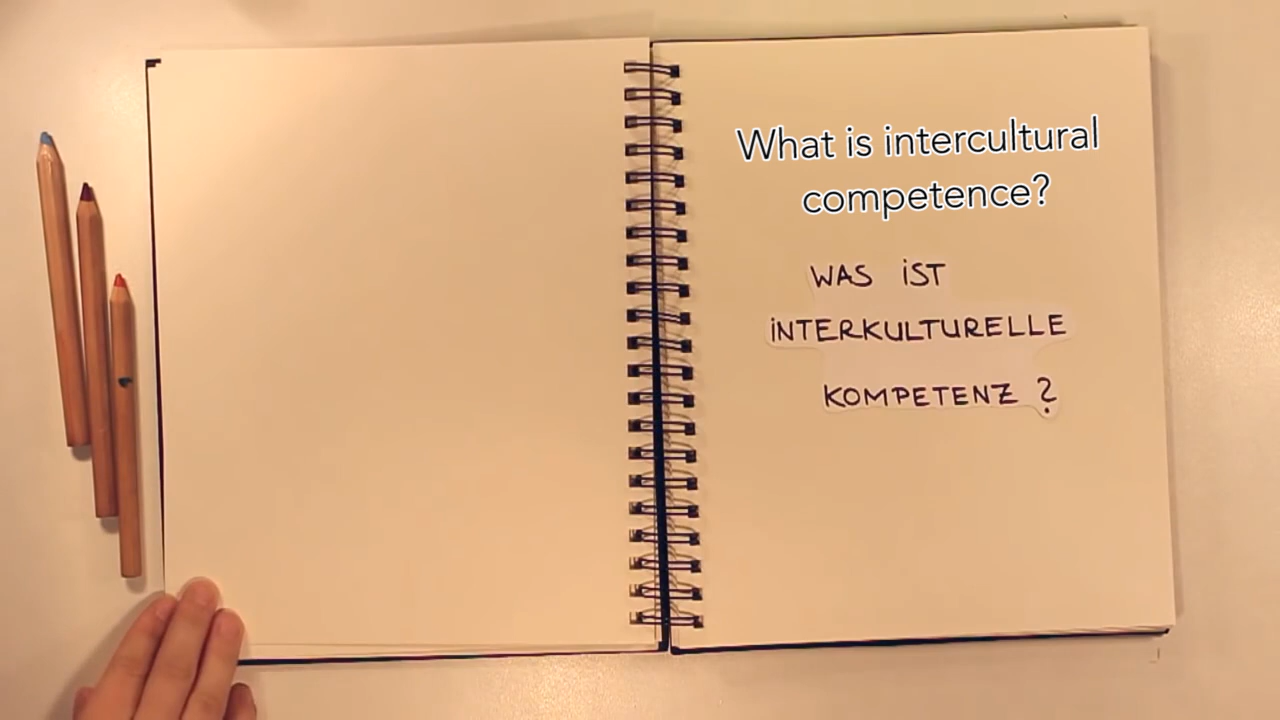 What is intercultural
competence?
WAS iST
iNTERKULTURELLE
KOMPETENZ ?